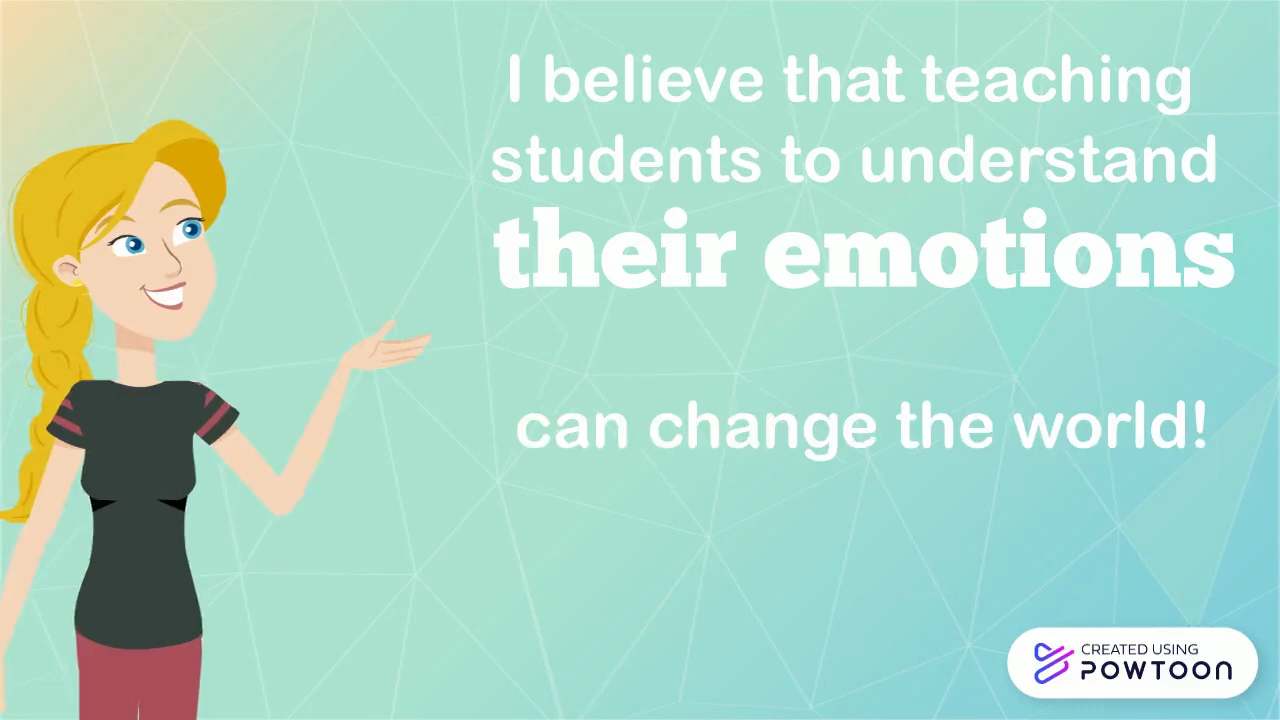 I believe that teaching
students to understand
their emotions
can change the world!
CREATED USING
POWTOON